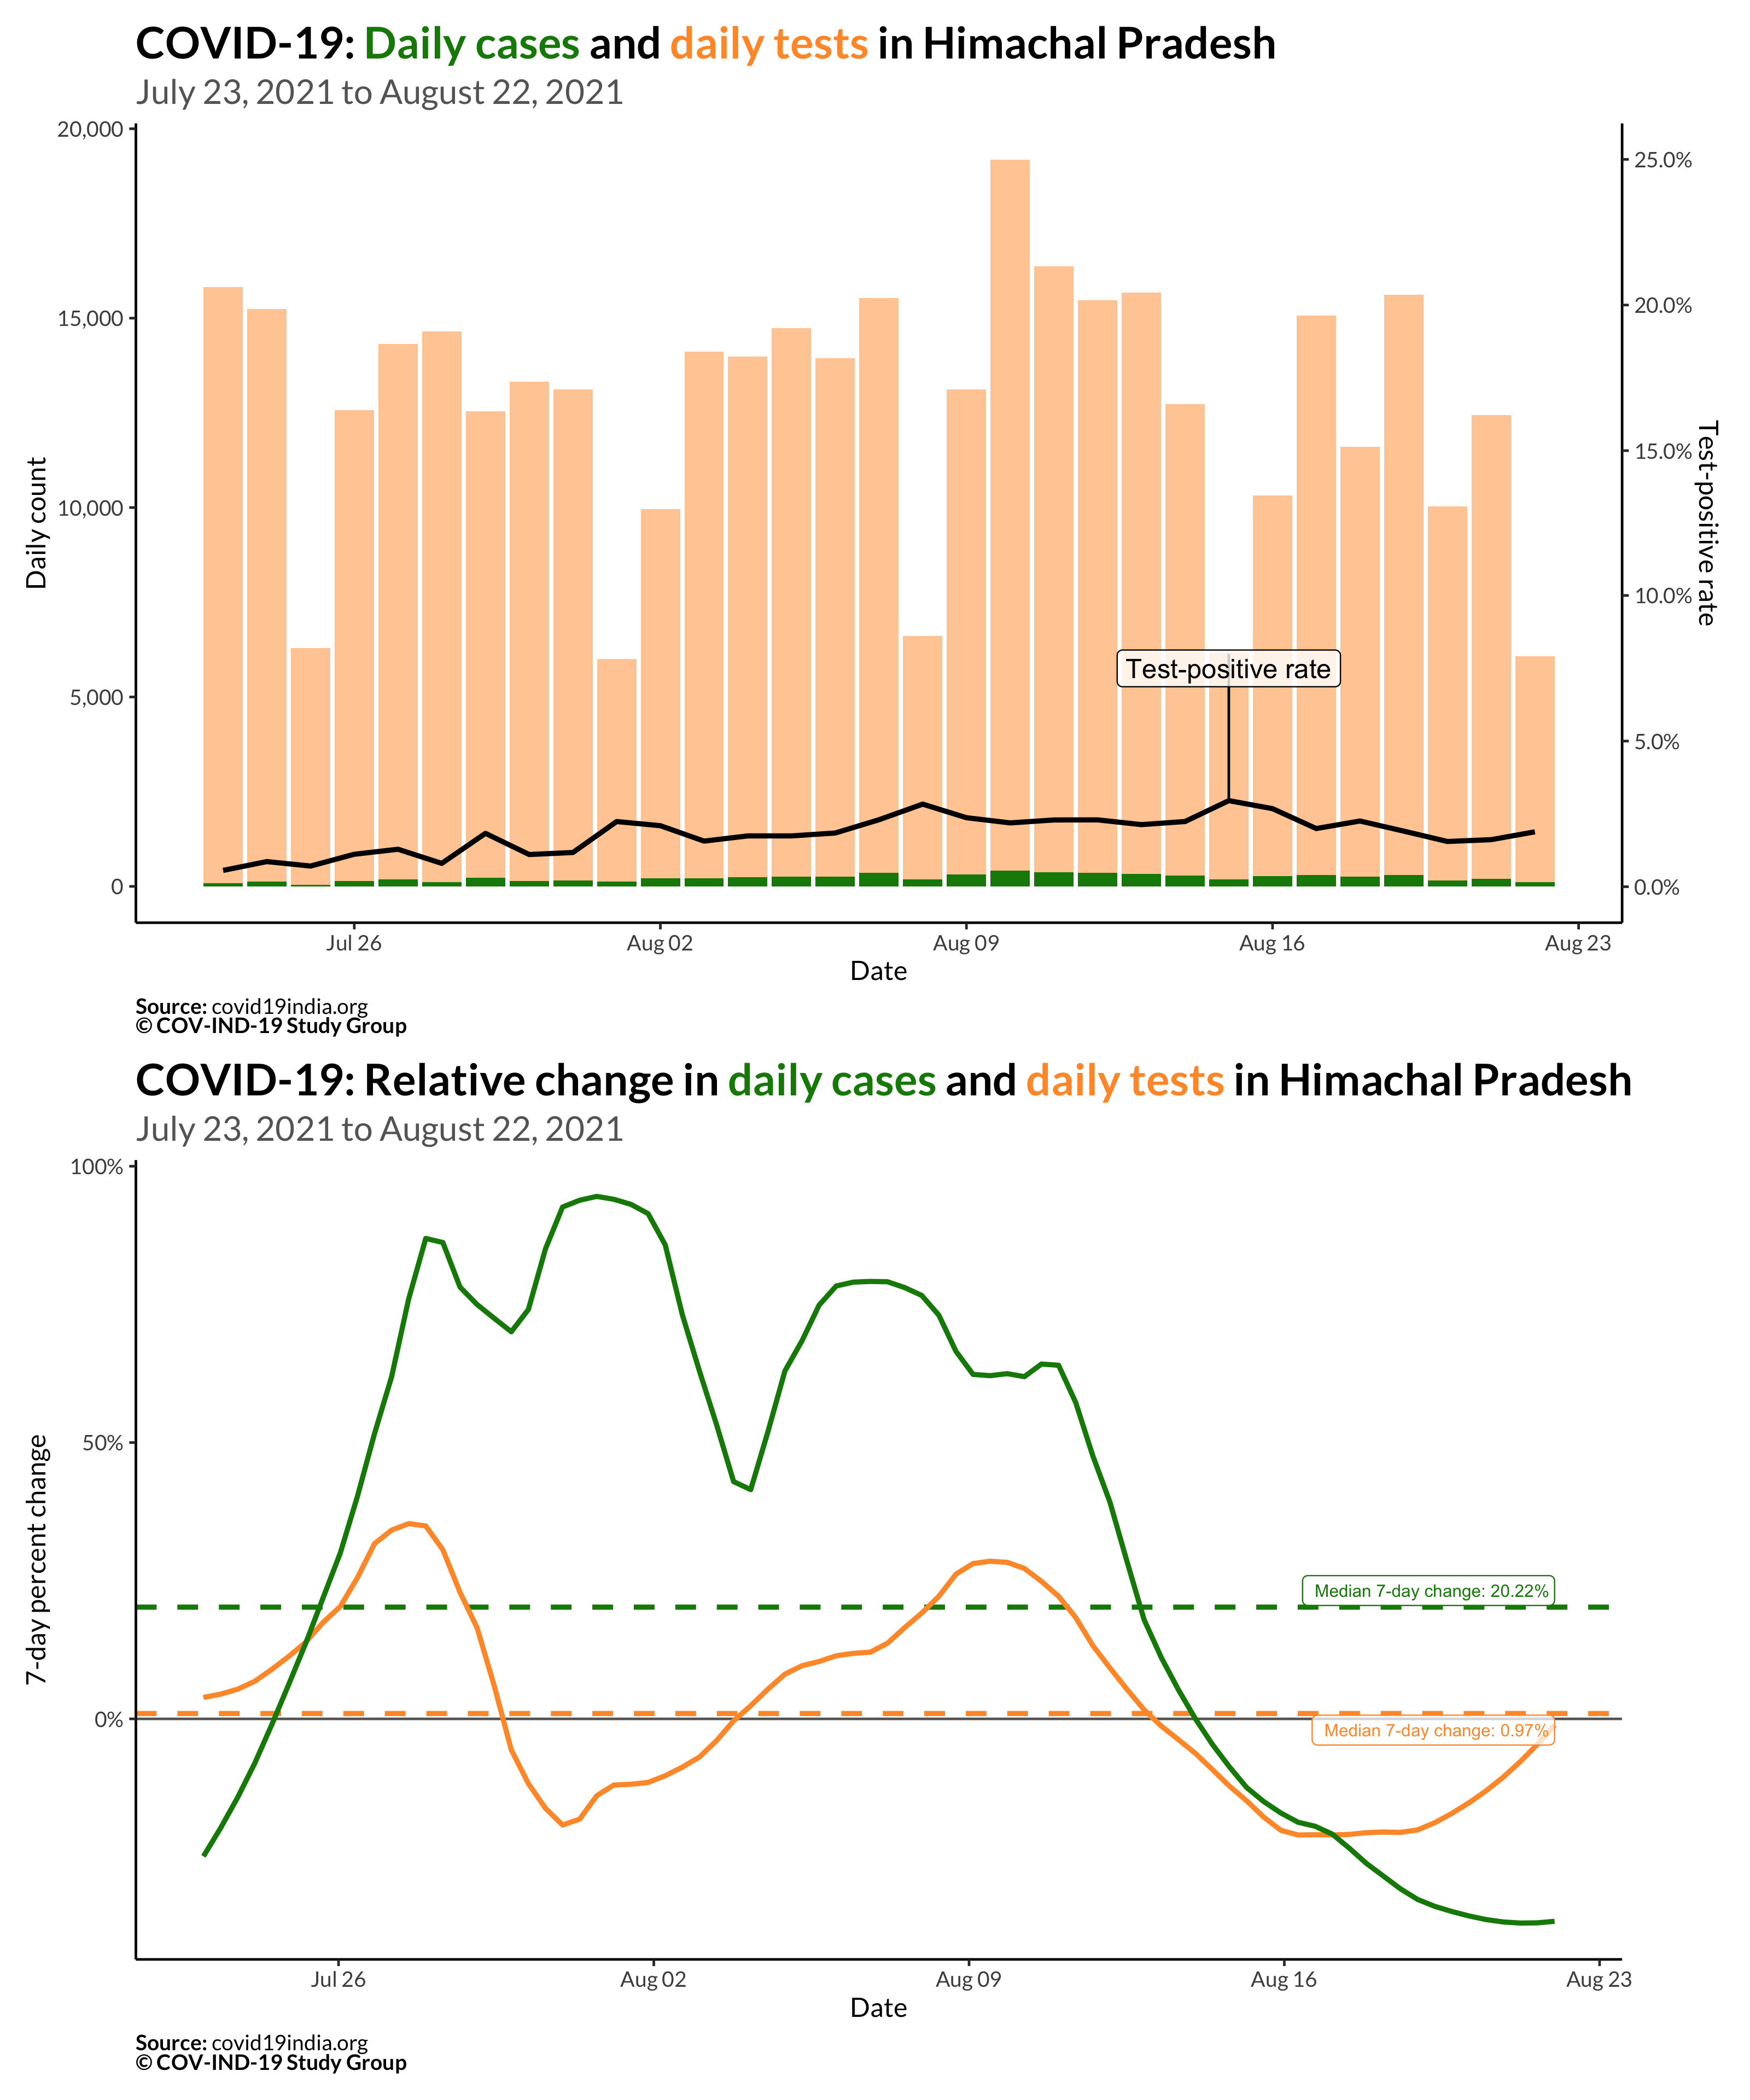 COVID-19: Daily cases and daily tests in Himachal Pradesh
July 23, 2021 to August 22, 2021
20,000
15,000
10,000
5,000
0
Daily count
25.0%
20.0%
15.0%
10.0%
5.0%
0.0%
Test-positive rate
Test-positive rate
Jul 26
Aug 02
Aug 09
Aug 16
Aug 23
Date
Source: covid19india.org
© COV-IND-19 Study Group
COVID-19: Relative change in daily cases and daily tests in Himachal Pradesh
July 23, 2021 to August 22, 2021
100%
50%
0%
7-day percent change
Median 7-day change: 20.22%
Median 7-day change: 0.97%
Jul 26
Aug 02
Aug 09
Aug 16
Aug 23
Date
Source: covid19india.org
© COV-IND-19 Study Group